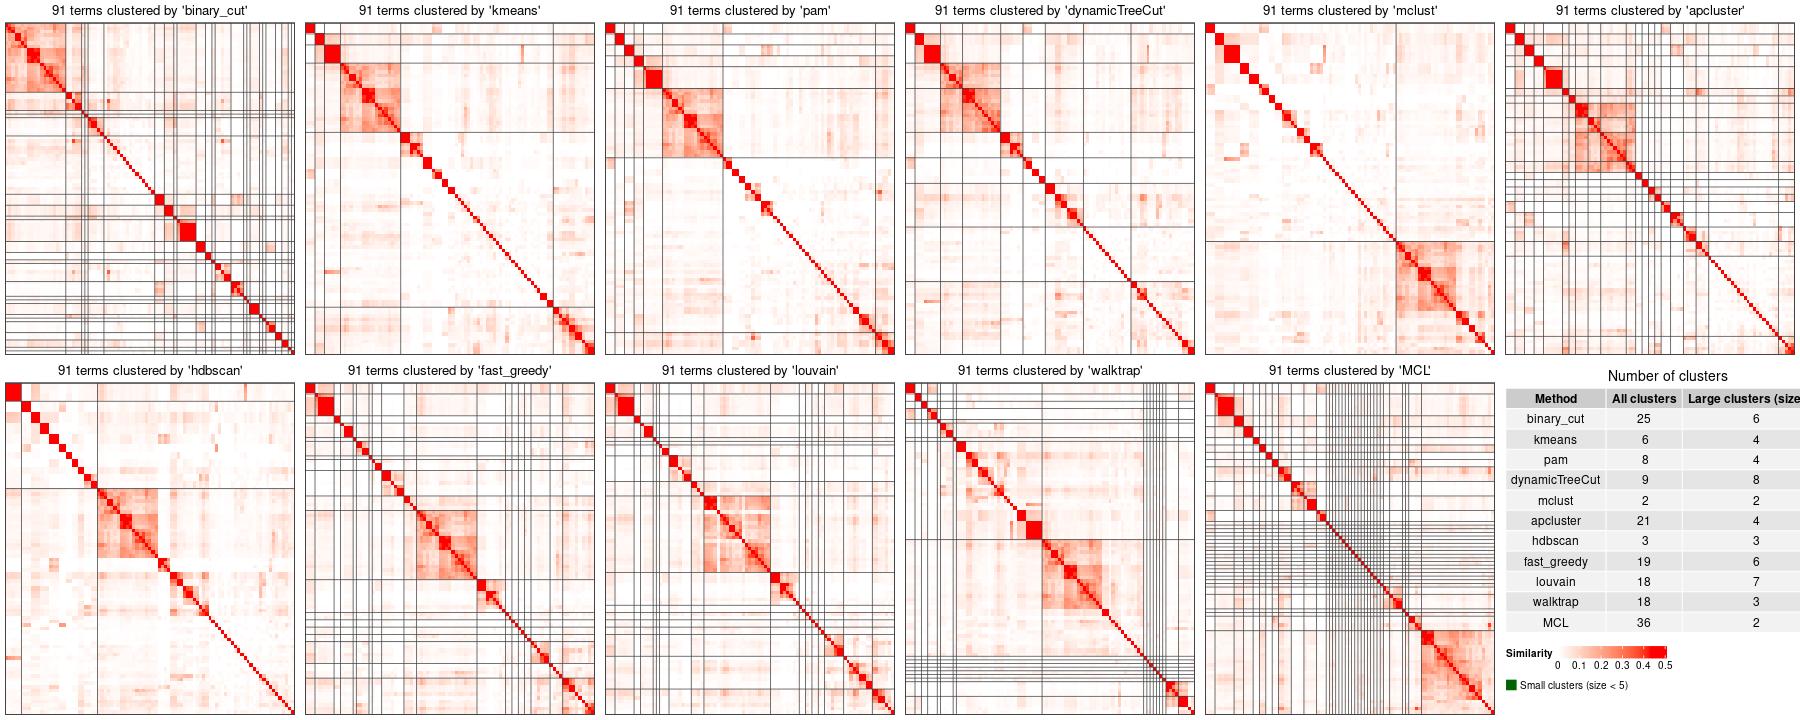 91 terms clustered by 'binary_cut'
91 terms clustered by 'kmeans'
91 terms clustered by 'pam'
91 terms clustered by 'dynamicTreeCut'
91 terms clustered by 'mclust'
91 terms clustered by 'apcluster'
91 terms clustered by 'hdbscan'
91 terms clustered by 'fast_greedy'
91 terms clustered by 'louvain'
91 terms clustered by 'walktrap'
91 terms clustered by 'MCL'
Number of clusters
Method All clusters Large clusters (size
binary_cut 25 6
kmeans 6 4
pam 8 4
dynamicTreeCut 9 8
mclust 2 2
apcluster 21 4
hdbscan 3 3
fast_greedy 19 6
louvain 18 7
walktrap 18 3
MCL 36 2
Similarity
0 0.1 0.2 0.3 0.4 0.5
Small clusters (size < 5)